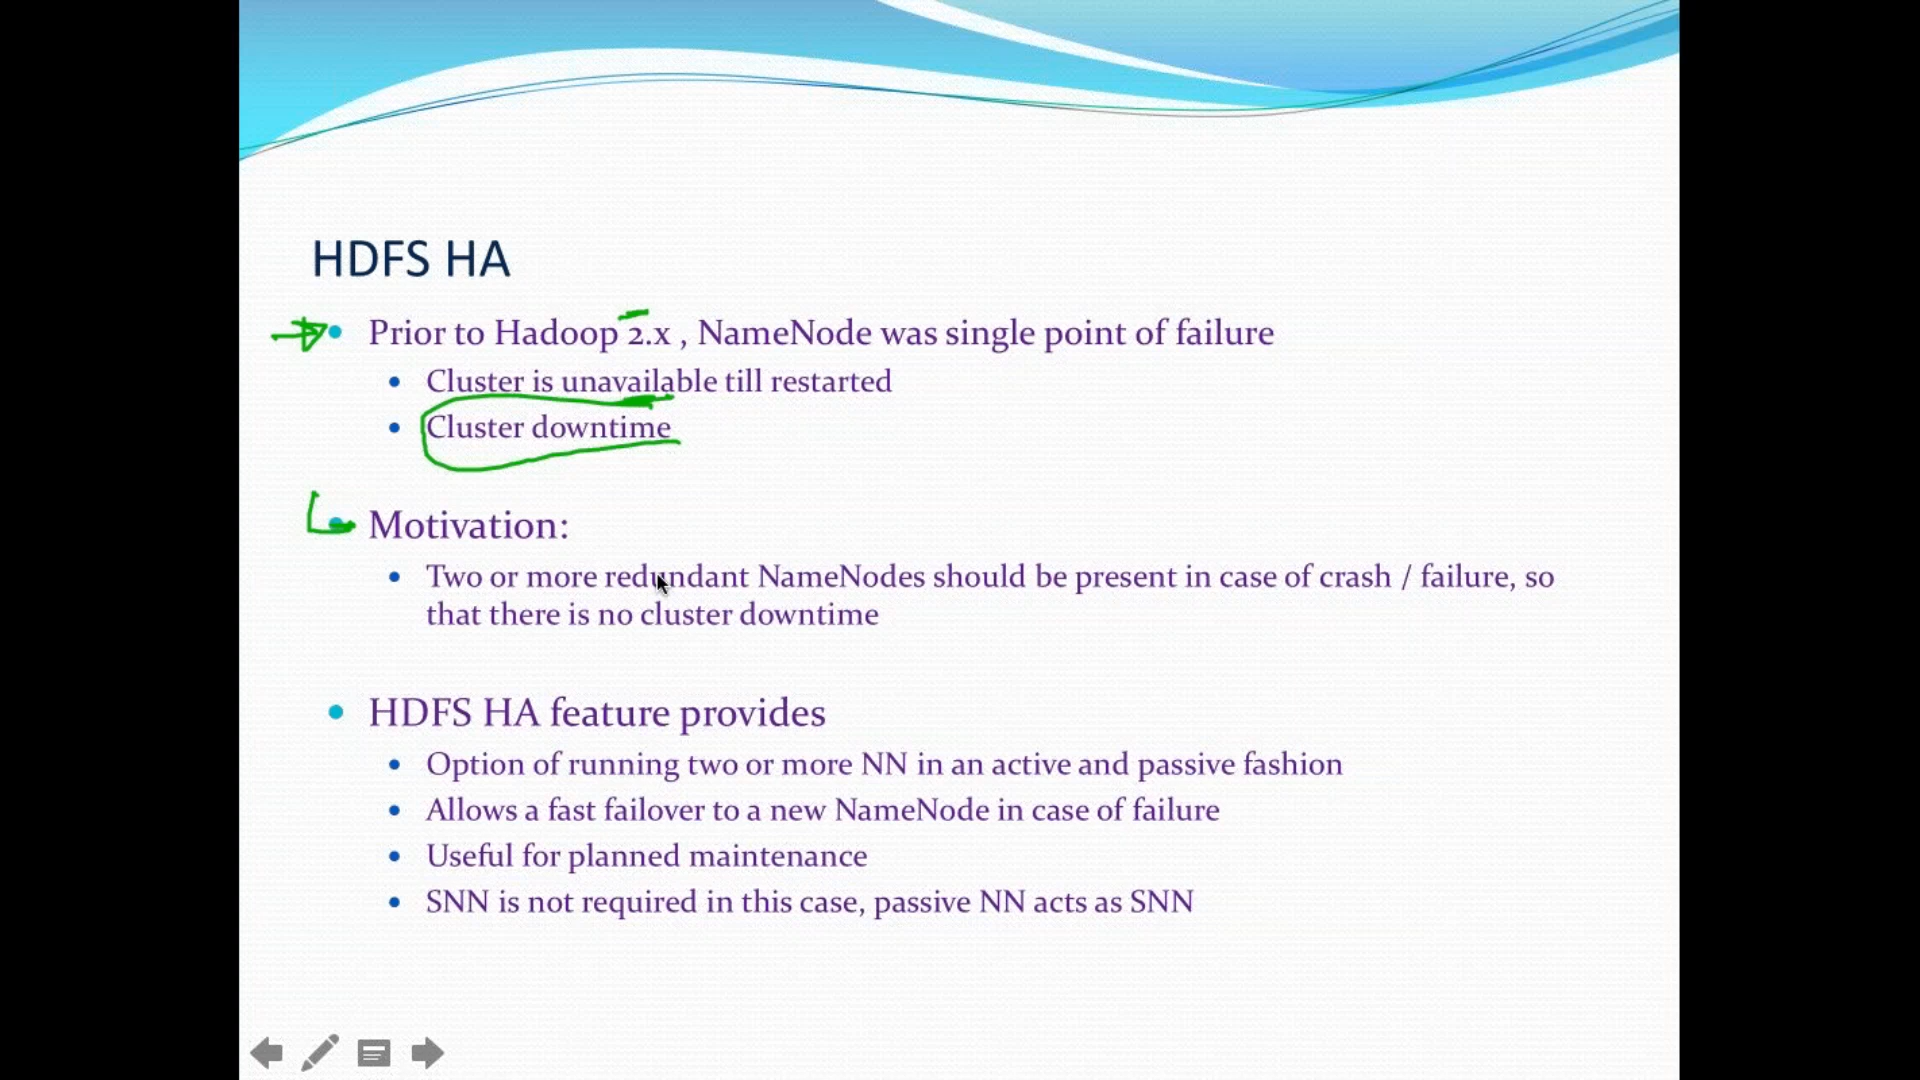 HDFS HA
Prior to Hadoop 2.x , NameNode was single point of failure
Cluster is unavailable till restarted
Cluster downtime
Motivation:
Two or more redundant NameNodes should be present in case of crash / failure, so
that there is no cluster downtime
HDFS HA feature provides
Option of running two or more NN in an active and passive fashion
Allows a fast failover to a new NameNode in case of failure
Useful for planned maintenance
SNN is not required in this case, passive NN acts as SNN